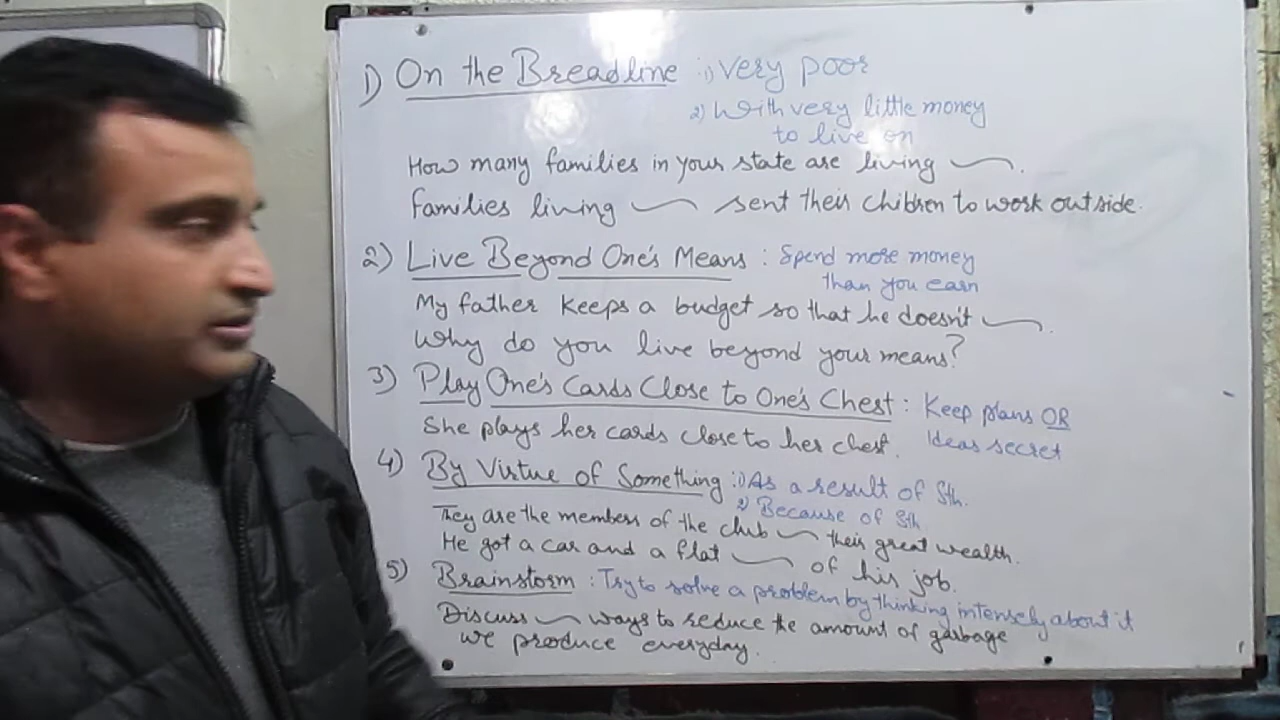 1) On the Breadline : 1) Very poor
2) With very little money
to live on
How many families in your state are living ⁓.
Families living ⁓ sent their children to work outside.
2) Live Beyond One's Means : Spend more money
than you earn
My father keeps a budget so that he doesn't ⁓.
Why do you live beyond your means?
3) Play One's Cards Close to One's Chest : Keep plans OR
Ideas secret
She plays her cards close to her chest.
4) By Virtue of Something : 1) As a result of Sth.
2) Because of Sth
They are the members of the club ⁓ their great wealth.
He got a car and a flat ⁓ of his job.
5) Brainstorm : Try to solve a problem by thinking intensely about it
Discuss ⁓ ways to reduce the amount of garbage
we produce everyday.